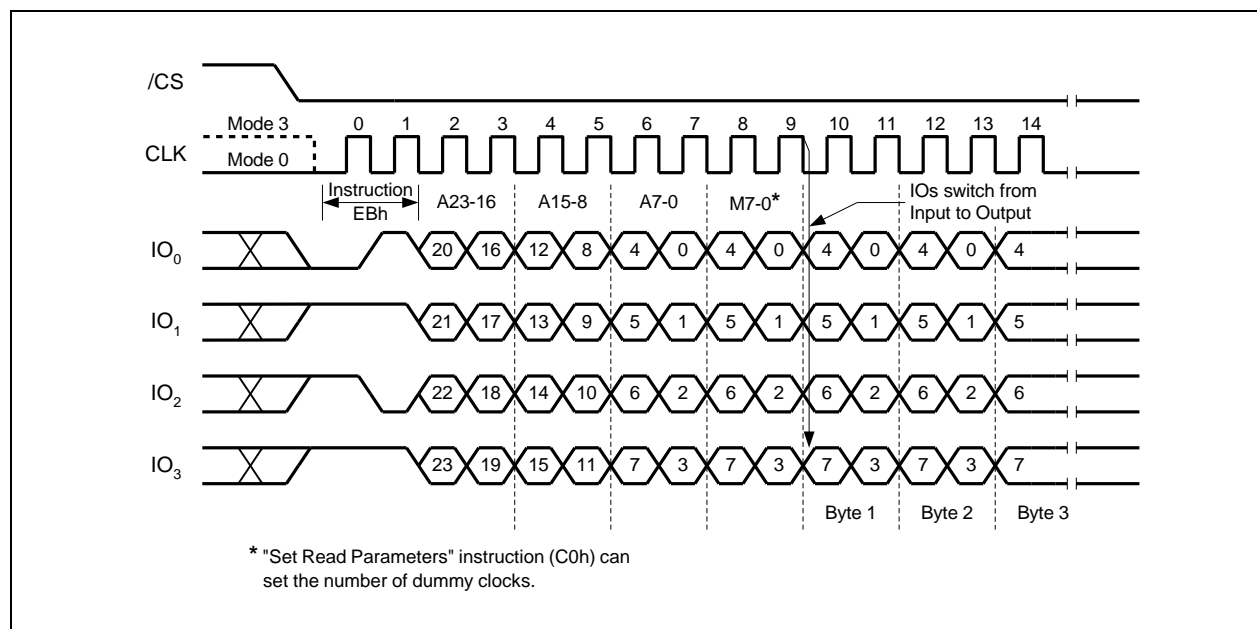 /CS
Mode 3 0 1 2 3 4 5 6 7 8 9 10 11 12 13 14
CLK
Mode 0
Instruction
EBh
A23-16 A15-8 A7-0 M7-0*
IOs switch from
Input to Output
IO0 20 16 12 8 4 0 4 0 4 0 4 0 4
IO1 21 17 13 9 5 1 5 1 5 1 5 1 5
IO2 22 18 14 10 6 2 6 2 6 2 6 2 6
IO3 23 19 15 11 7 3 7 3 7 3 7 3 7
Byte 1 Byte 2 Byte 3
* "Set Read Parameters" instruction (C0h) can
set the number of dummy clocks.